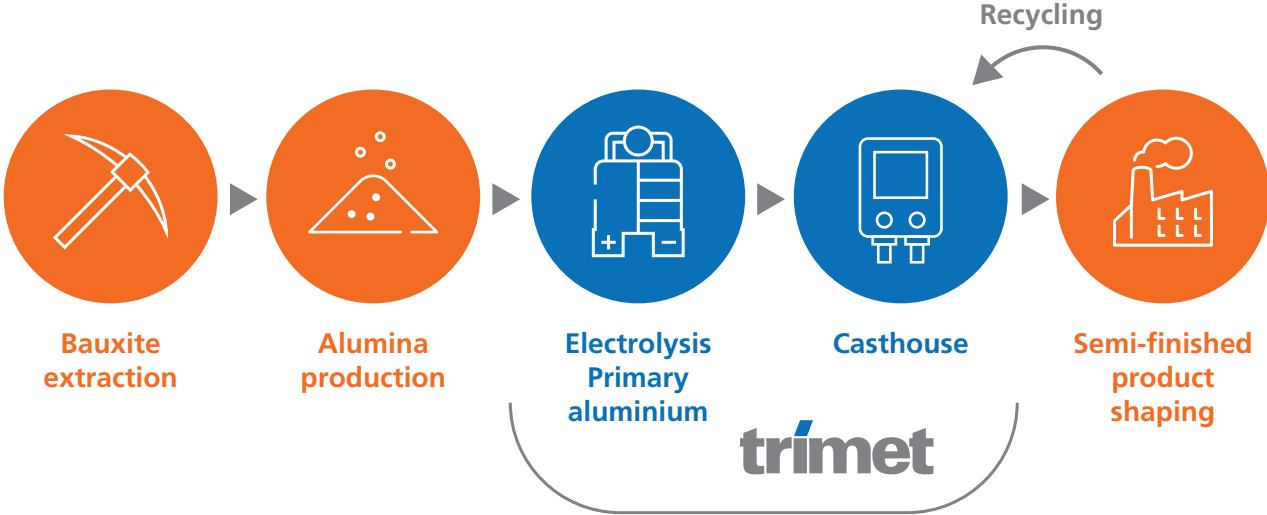 Recycling
Bauxite
extraction
Alumina
production
Electrolysis
Primary
aluminium
Casthouse
Semi-finished
product
shaping
trimet